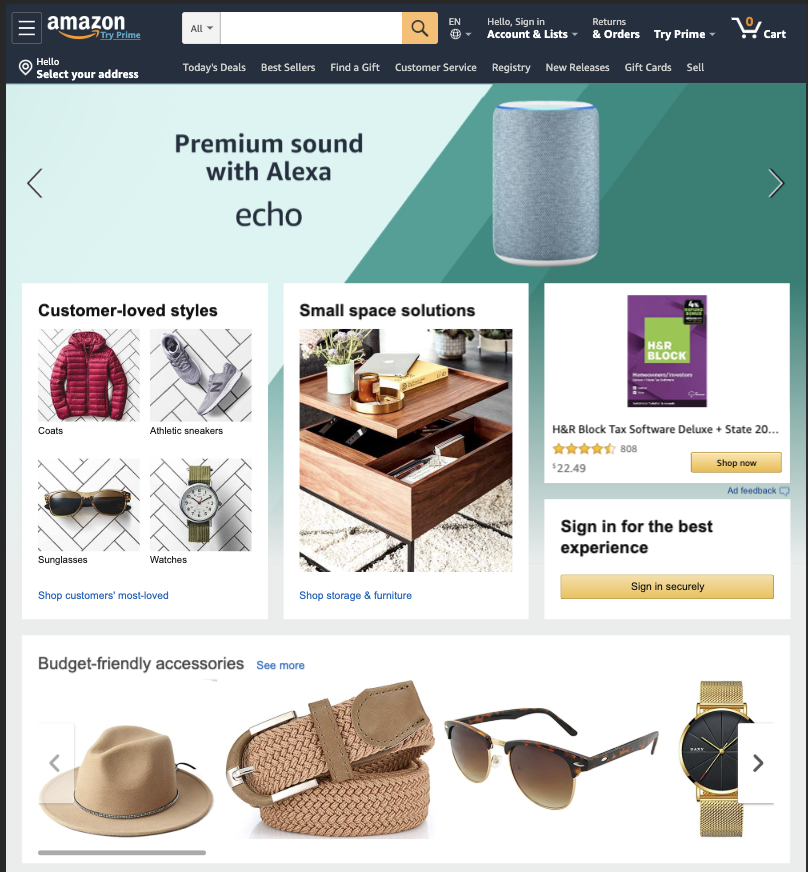 amazon
Try Prime
All
EN
Hello, Sign in
Account & Lists
Returns
& Orders
Try Prime
0
Cart
Hello
Select your address
Today's Deals
Best Sellers
Find a Gift
Customer Service
Registry
New Releases
Gift Cards
Sell
Premium sound
with Alexa
echo
Customer-loved styles
Coats
Athletic sneakers
Sunglasses
Watches
Shop customers' most-loved
Small space solutions
Shop storage & furniture
4%
H&R
BLOCK
Homeowners/Investors
H&R Block Tax Software Deluxe + State 20...
808
$22.49
Shop now
Ad feedback
Sign in for the best
experience
Sign in securely
Budget-friendly accessories
See more